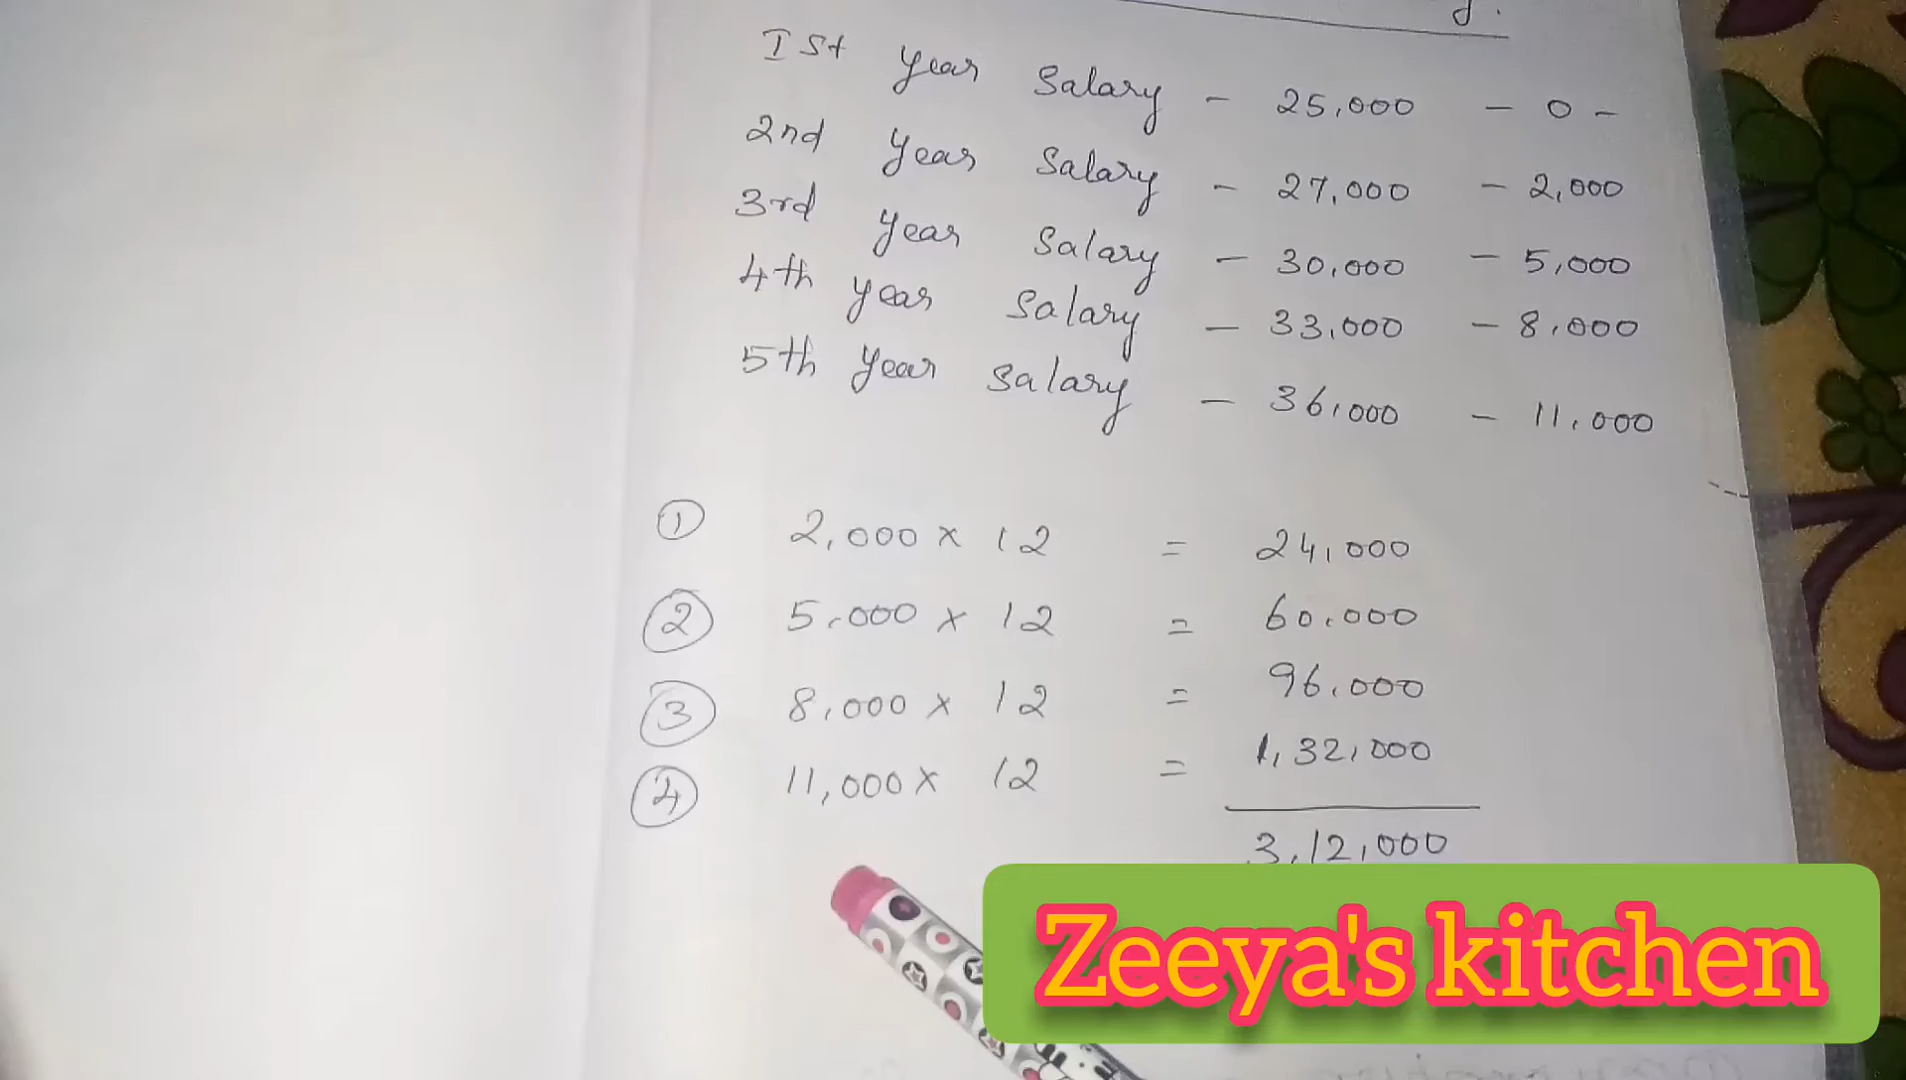 Ist year Salary - 25,000 - 0 -
2nd year Salary - 27,000 - 2,000
3rd year Salary - 30,000 - 5,000
4th year Salary - 33,000 - 8,000
5th year Salary - 36,000 - 11,000
① 2,000 x 12 = 24,000
② 5,000 x 12 = 60,000
③ 8,000 x 12 = 96,000
④ 11,000 x 12 = 1,32,000
3,12,000
Zeeya's kitchen